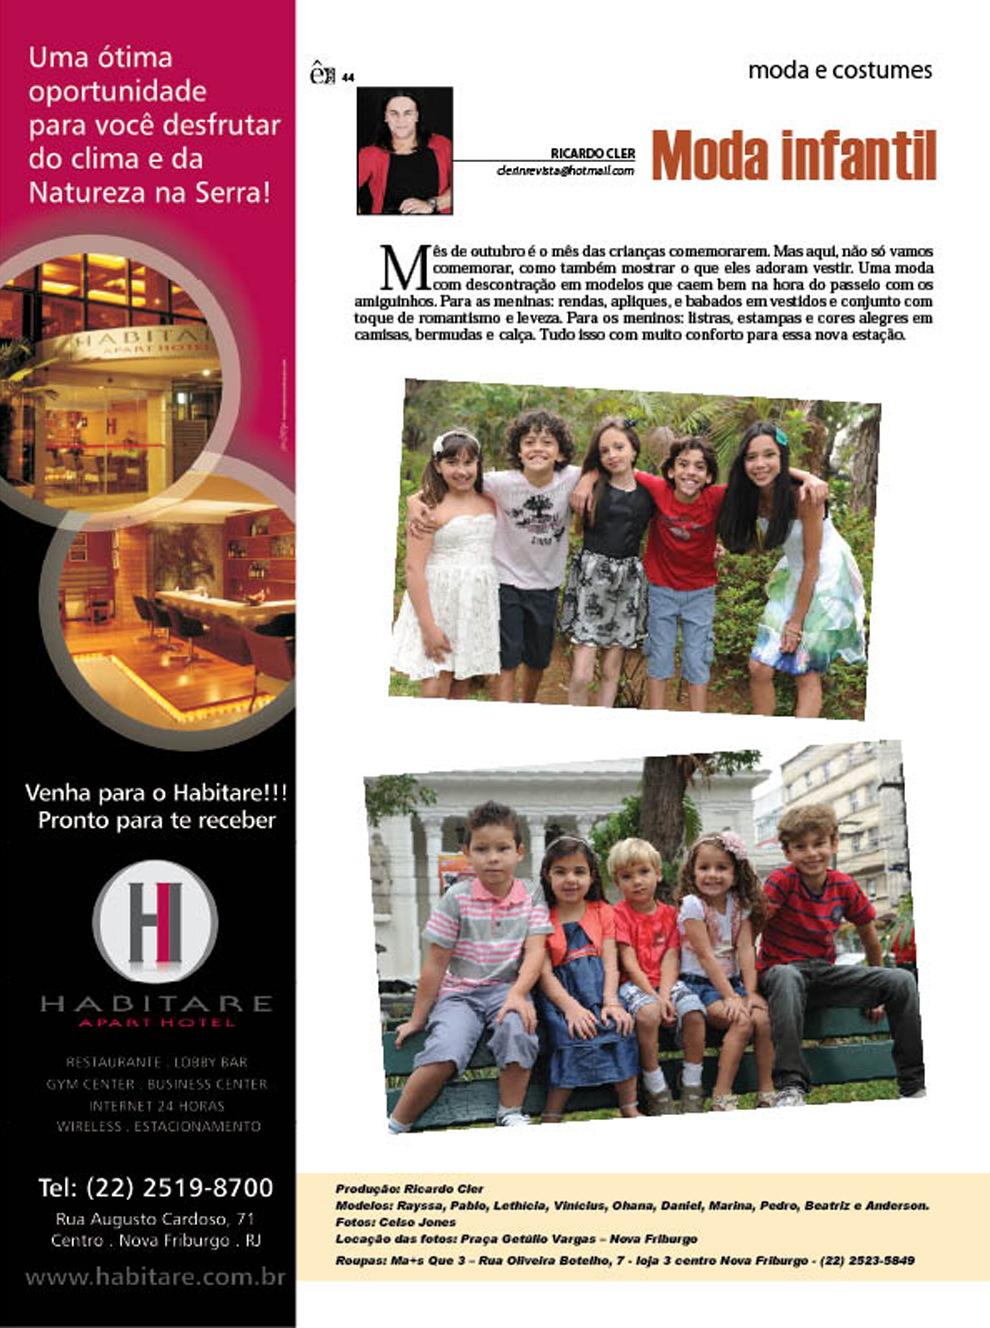 Uma ótima
oportunidade
para você desfrutar
do clima e da
Natureza na Serra!
HABITA
APART HOTEL
H
Venha para o Habitare!!!
Pronto para te receber
H
HABITARE
APART HOTEL
RESTAURANTE . LOBBY BAR
GYM CENTER . BUSINESS CENTER
INTERNET 24 HORAS
WIRELESS . ESTACIONAMENTO
Tel: (22) 2519-8700
Rua Augusto Cardoso, 71
Centro . Nova Friburgo . RJ
www.habitare.com.br
44
moda e costumes
RICARDO CLER
clerinrevista@hotmail.com
Moda infantil
Mês de outubro é o mês das crianças comemorarem. Mas aqui, não só vamos
comemorar, como também mostrar o que eles adoram vestir. Uma moda
com descontração em modelos que caem bem na hora do passeio com os
amiguinhos. Para as meninas: rendas, apliques, e babados em vestidos e conjunto com
toque de romantismo e leveza. Para os meninos: listras, estampas e cores alegres em
camisas, bermudas e calça. Tudo isso com muito conforto para essa nova estação.
Produção: Ricardo Cler
Modelos: Rayssa, Pablo, Lethicia, Vinicius, Ohana, Daniel, Marina, Pedro, Beatriz e Anderson.
Fotos: Celso Jones
Locação das fotos: Praça Getúlio Vargas – Nova Friburgo
Roupas: Ma+s Que 3 – Rua Oliveira Botelho, 7 - loja 3 centro Nova Friburgo - (22) 2523-5849